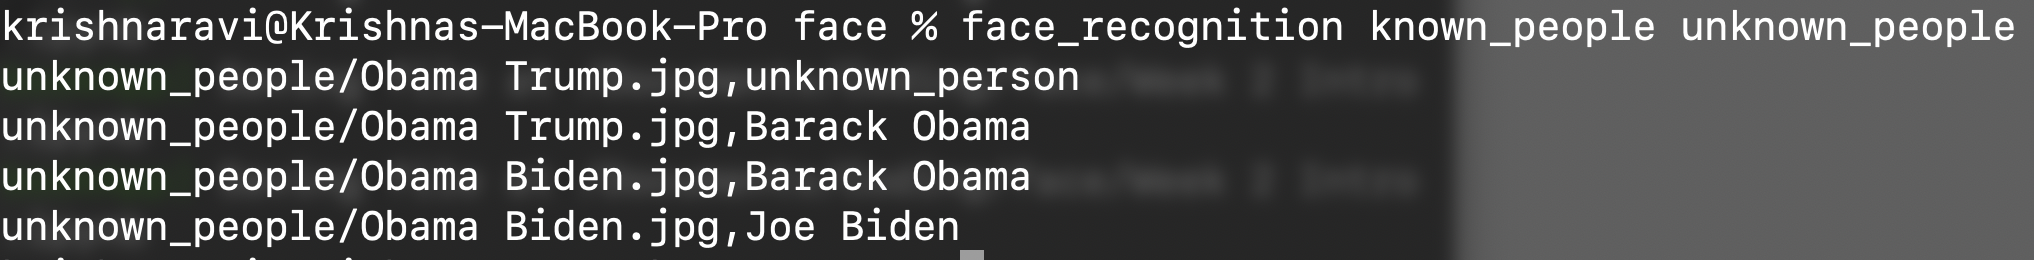 krishnaravi@Krishnas-MacBook-Pro face % face_recognition known_people unknown_people
unknown_people/Obama Trump.jpg,unknown_person
unknown_people/Obama Trump.jpg,Barack Obama
unknown_people/Obama Biden.jpg,Barack Obama
unknown_people/Obama Biden.jpg,Joe Biden